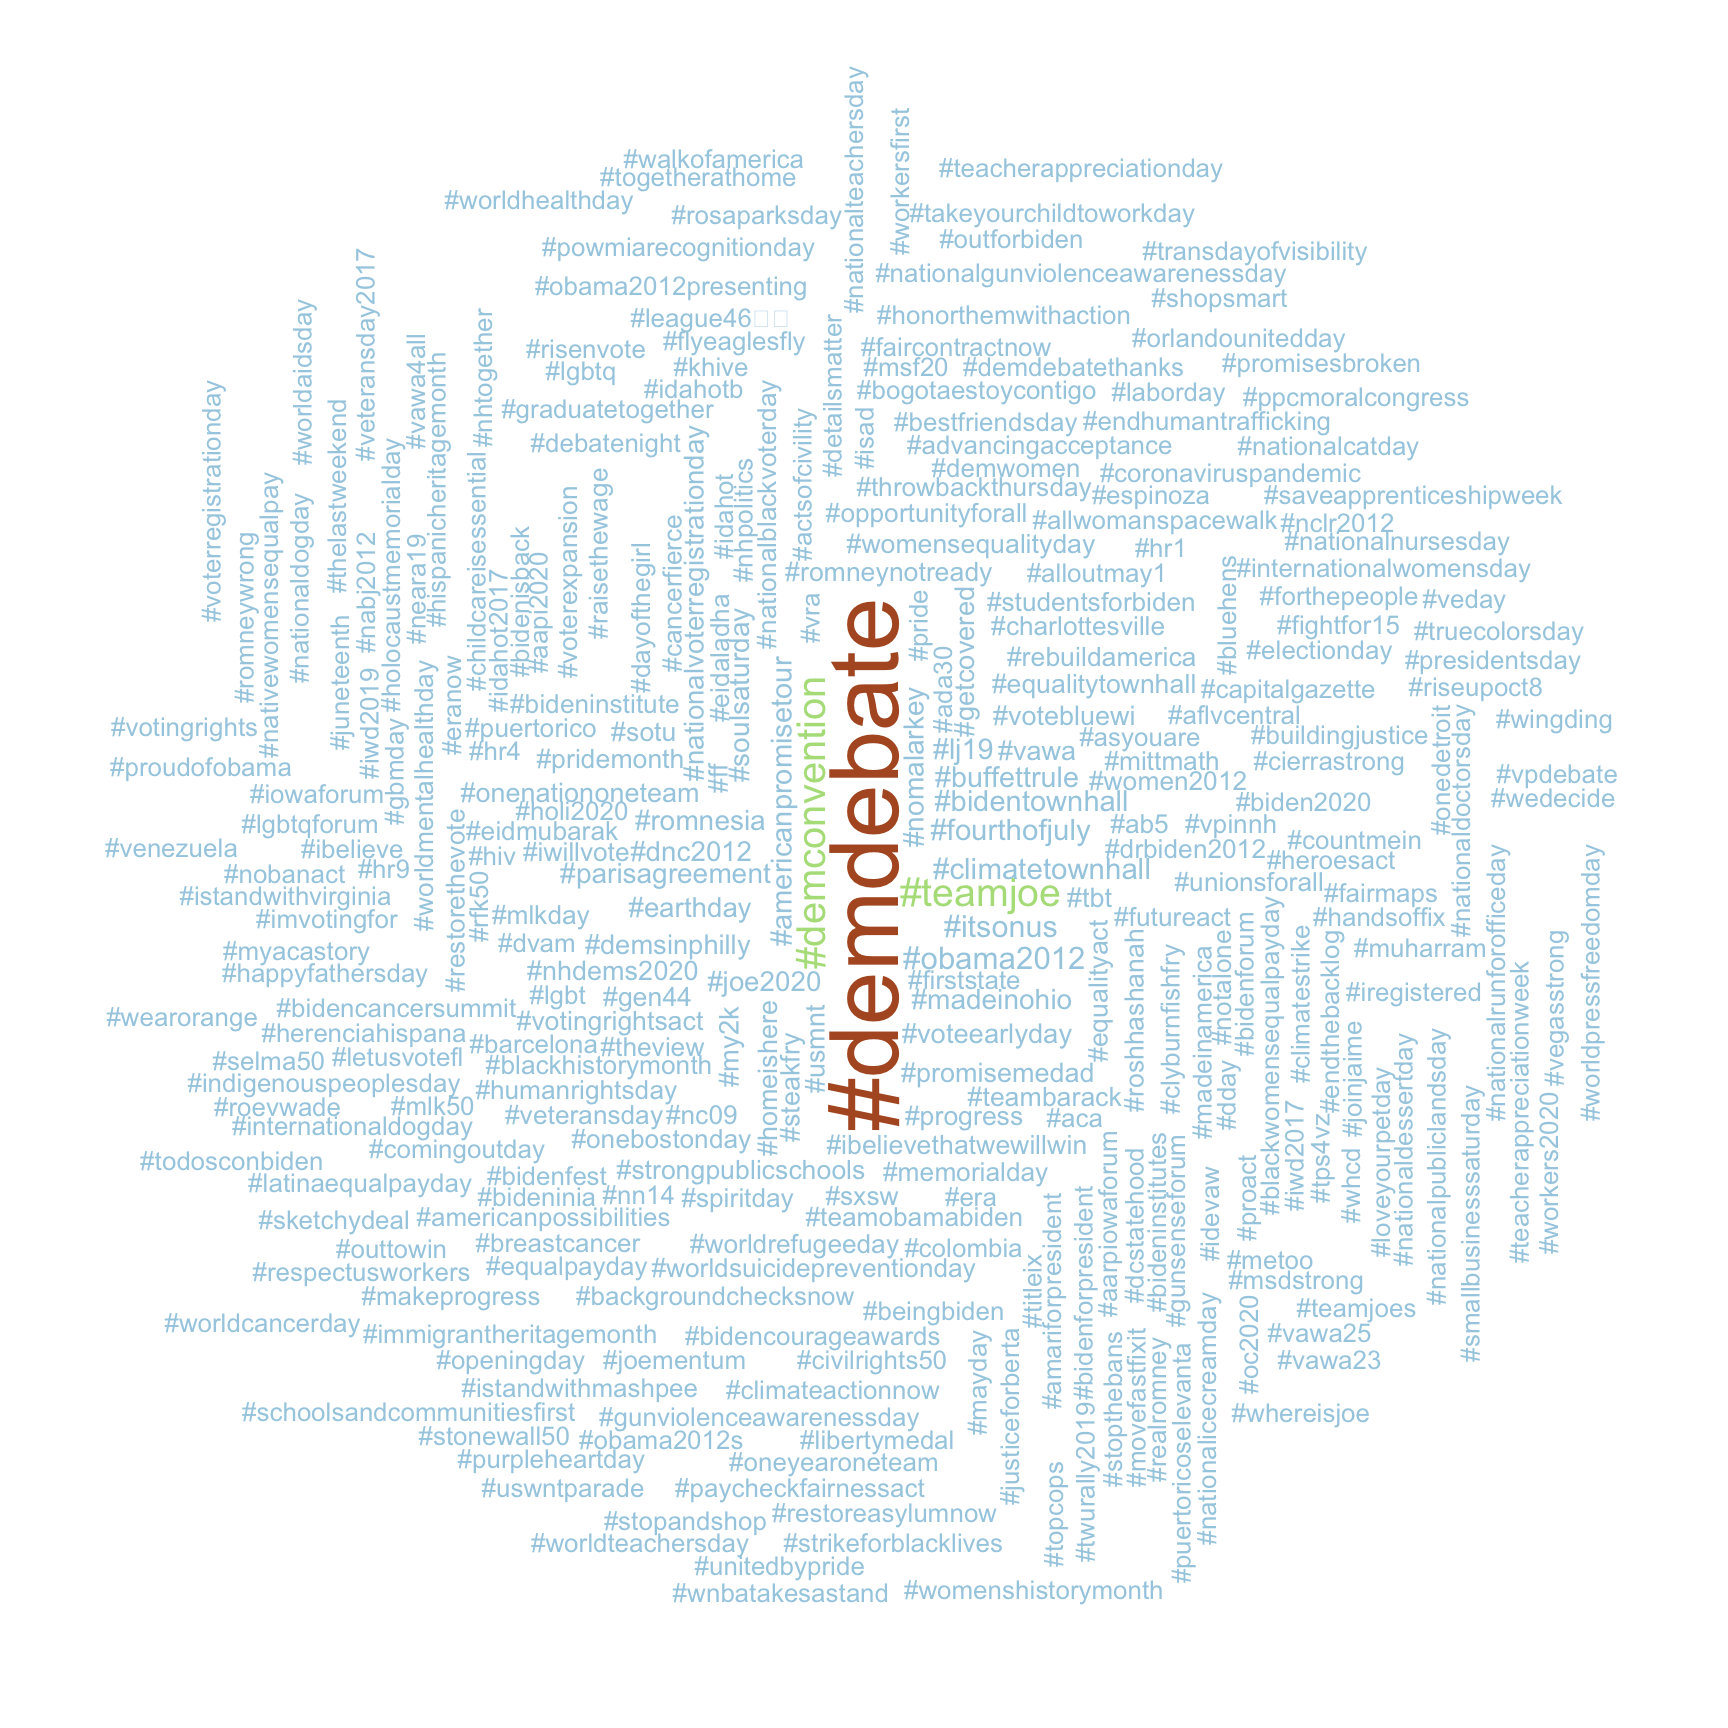 #nationalteachersday
#workersfirst
#walkofamerica
#togetherathome
#teacherappreciationday
#worldhealthday
#rosaparksday
#takeyourchildtoworkday
#outforbiden
#powmiarecognitionday
#transdayofvisibility
#nationalgunviolenceawarenessday
#obama2012presenting
#shopsmart
#league46
#honorthemwithaction
#flyeaglesfly
#orlandounitedday
#risenvote
#faircontractnow
#khive
#msf20
#demdebatethanks
#promisesbroken
#lgbtq
#idahotb
#bogotaestoycontigo
#laborday
#ppcmoralcongress
#graduatetogether
#bestfriendsday
#endhumantrafficking
#debatenight
#advancingacceptance
#nationalcatday
#demwomen
#coronaviruspandemic
#throwbackthursday
#espinoza
#saveapprenticeshipweek
#opportunityforall
#allwomanspacewalk
#nclr2012
#womensequalityday
#hr1
#nationalnursesday
#romneynotready
#alloutmay1
#internationalwomensday
#studentsforbiden
#forthepeople
#veday
#charlottesville
#fightfor15
#truecolorsday
#rebuildamerica
#electionday
#presidentsday
#equalitytownhall
#capitalgazette
#riseupoct8
#voterregistrationday
#worldaidsday
#veteransday2017
#vawa4all
#hispanicheritagemonth
#nhtogether
#thelastweekend
#romneywrong
#nativewomensequalpay
#nationaldogday
#juneteenth
#nabj2012
#iwd2019
#holocaustmemorialday
#gbmday
#neara19
#worldmentalhealthday
#eranow
#childcareisessential
#idahot2017
#bidenisback
#aapi2020
#voterexpansion
#raisethewage
#dayofthegirl
#cancerfierce
#nationalvoterregistrationday
#idahot
#nhpolitics
#eidaladha
#ff
#soulsaturday
#nationalblackvoterday
#actsofcivility
#detailsmatter
#isad
#vra
#americanpromisetour
#demconvention
#demdebate
#pride
#nomalarkey
#ada30
#getcovered
#bluehens
#bideninstitute
#votingrights
#puertorico
#sotu
#votebluewi
#aflvcentral
#wingding
#hr4
#pridemonth
#lj19
#vawa
#asyouare
#buildingjustice
#proudofobama
#buffettrule
#mittmath
#cierrastrong
#vpdebate
#iowaforum
#onenationoneteam
#women2012
#wedecide
#bidentownhall
#biden2020
#holi2020
#lgbtqforum
#eidmubarak
#romnesia
#fourthofjuly
#ab5
#vpinnh
#countmein
#venezuela
#ibelieve
#hiv
#iwillvote
#dnc2012
#drbiden2012
#heroesact
#nobanact
#hr9
#parisagreement
#climatetownhall
#unionsforall
#fairmaps
#istandwithvirginia
#teamjoe
#tbt
#imvotingfor
#mlkday
#earthday
#itsonus
#futureact
#handsoffix
#restorethevote
#rfk50
#onedetroit
#nationaldoctorsday
#myacastory
#dvam
#demsinphilly
#obama2012
#muharram
#happyfathersday
#nhdems2020
#joe2020
#firststate
#lgbt
#gen44
#madeinohio
#iregistered
#wearorange
#bidencancersummit
#votingrightsact
#voteearlyday
#herenciahispana
#barcelona
#theview
#selma50
#letusvotefl
#blackhistorymonth
#promisemedad
#indigenouspeoplesday
#humanrightsday
#teambarack
#roevwade
#mlk50
#veteransday
#nc09
#progress
#aca
#internationaldogday
#onebostonday
#ibelievethatwewillwin
#comingoutday
#my2k
#homeishere
#steakfry
#usmnt
#equalityact
#roshhashanah
#clyburnfishfry
#madeinamerica
#notalone
#dday
#bidenforum
#blackwomensequalpayday
#climatestrike
#iwd2017
#endthebacklog
#tps4vz
#joinjaime
#whcd
#loveyourpetday
#nationaldessertday
#nationalpubliclandsday
#smallbusinesssaturday
#nationalrunforofficeday
#teacherappreciationweek
#workers2020
#vegasstrong
#worldpressfreedomday
#todosconbiden
#latinaequalpayday
#bidenfest
#strongpublicschools
#memorialday
#bideninia
#nn14
#spiritday
#sxsw
#era
#sketchydeal
#americanpossibilities
#teamobamabiden
#outtowin
#breastcancer
#worldrefugeeday
#colombia
#respectusworkers
#equalpayday
#worldsuicidepreventionday
#metoo
#msdstrong
#makeprogress
#backgroundchecksnow
#beingbiden
#teamjoes
#worldcancerday
#immigrantheritagemonth
#bidencourageawards
#vawa25
#openingday
#joementum
#civilrights50
#vawa23
#istandwithmashpee
#climateactionnow
#schoolsandcommunitiesfirst
#gunviolenceawarenessday
#whereisjoe
#stonewall50
#obama2012s
#libertymedal
#purpleheartday
#oneyearoneteam
#uswntparade
#paycheckfairnessact
#stopandshop
#restoreasylumnow
#worldteachersday
#strikeforblacklives
#unitedbypride
#wnbatakesastand
#womenshistorymonth
#mayday
#justiceforberta
#titleix
#amariforpresident
#topcops
#bidenforpresident
#twurally2019
#aarpiowaforum
#stopthebans
#dcstatehood
#movefastfixit
#bideninstitutes
#realromney
#gunsenseforum
#puertoricoselevanta
#idevaw
#nationalicecreamday
#proact
#oc2020